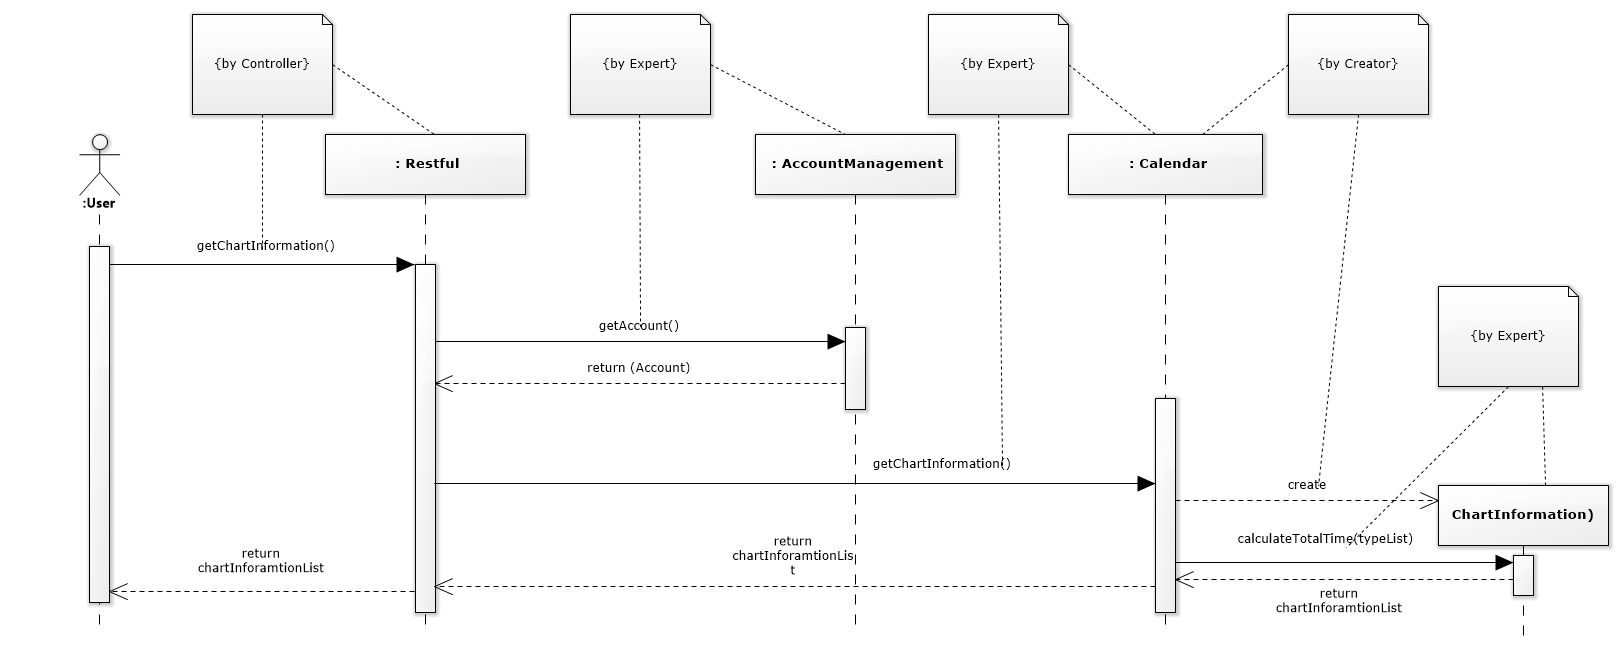 {by Controller}
{by Expert}
{by Expert}
{by Creator}
: Restful
: AccountManagement
: Calendar
:User
getChartInformation()
{by Expert}
getAccount()
return (Account)
getChartInformation()
create
ChartInformation)
calculateTotalTime(typeList)
return
chartInforamtionLis
t
return
chartInforamtionList
return
chartInforamtionList